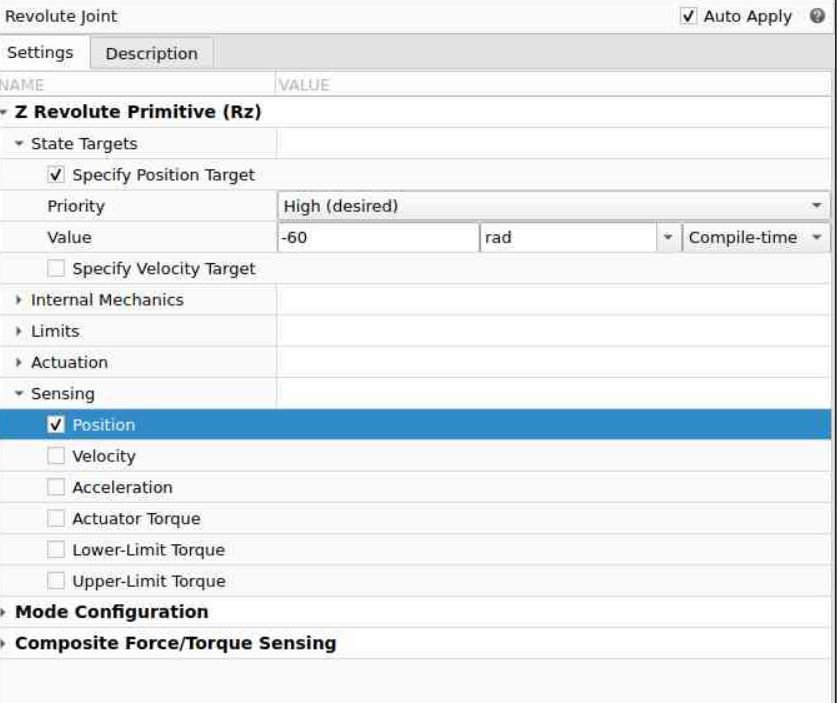 Revolute Joint Auto Apply
Settings Description
NAME VALUE
Z Revolute Primitive (Rz)
State Targets
Specify Position Target
Priority High (desired)
Value -60 rad Compile-time
Specify Velocity Target
Internal Mechanics
Limits
Actuation
Sensing
Position
Velocity
Acceleration
Actuator Torque
Lower-Limit Torque
Upper-Limit Torque
Mode Configuration
Composite Force/Torque Sensing